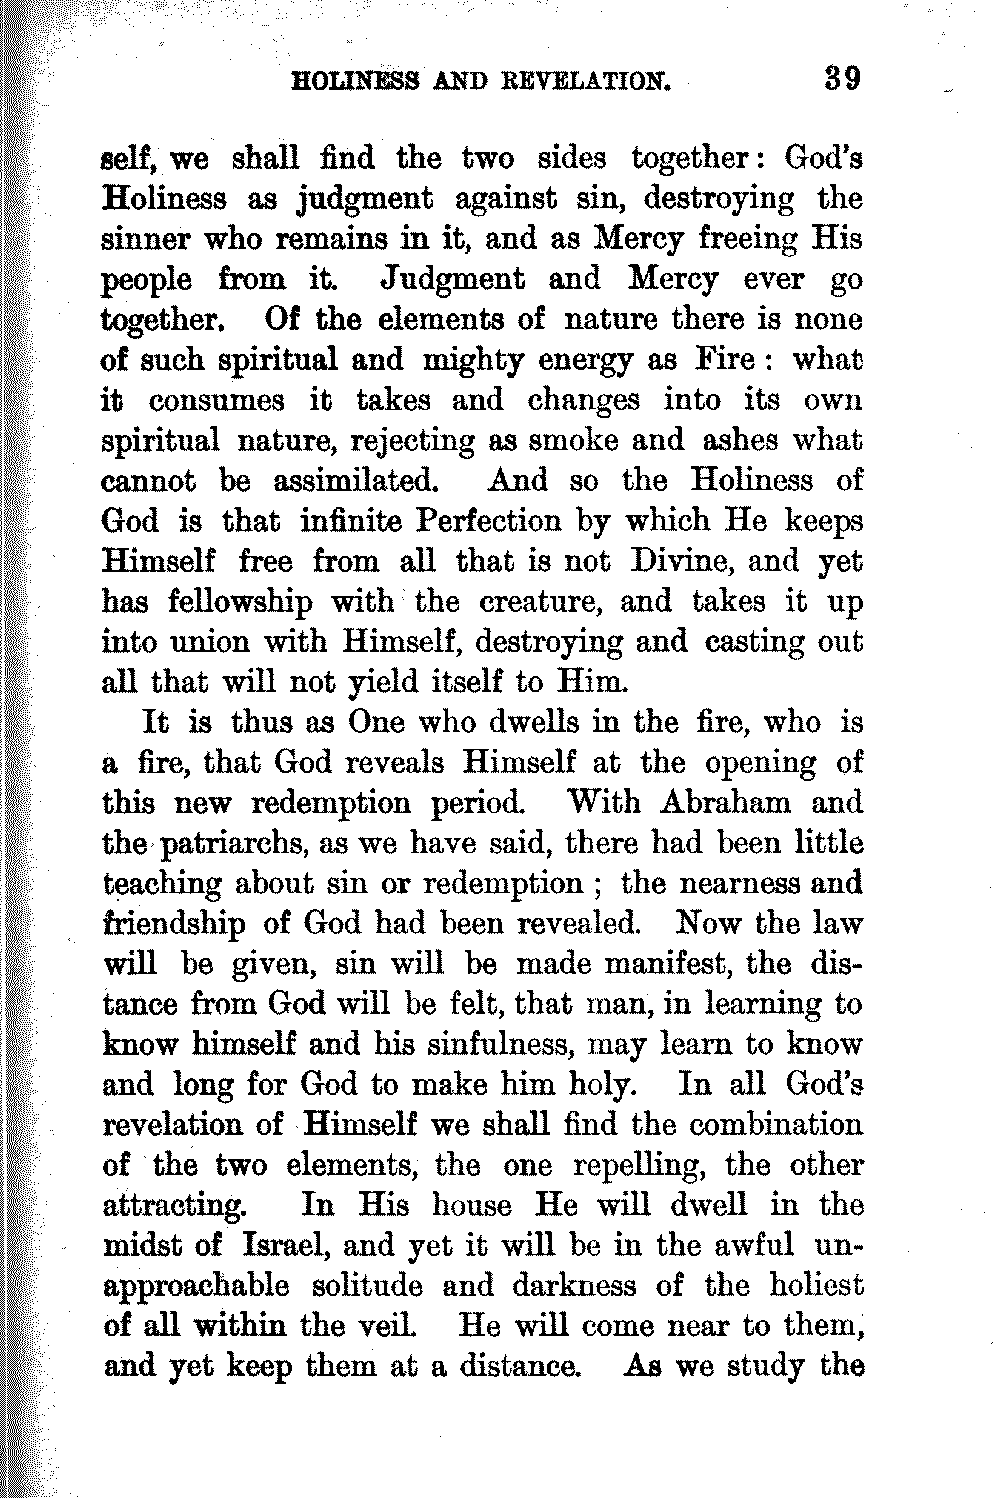 HOLINESS AND REVELATION. 39
self, we shall find the two sides together: God's
Holiness as judgment against sin, destroying the
sinner who remains in it, and as Mercy freeing His
people from it. Judgment and Mercy ever go
together. Of the elements of nature there is none
of such spiritual and mighty energy as Fire: what
it consumes it takes and changes into its own
spiritual nature, rejecting as smoke and ashes what
cannot be assimilated. And so the Holiness of
God is that infinite Perfection by which He keeps
Himself free from all that is not Divine, and yet
has fellowship with the creature, and takes it up
into union with Himself, destroying and casting out
all that will not yield itself to Him.
It is thus as One who dwells in the fire, who is
a fire, that God reveals Himself at the opening of
this new redemption period. With Abraham and
the patriarchs, as we have said, there had been little
teaching about sin or redemption; the nearness and
friendship of God had been revealed. Now the law
will be given, sin will be made manifest, the dis-
tance from God will be felt, that man, in learning to
know himself and his sinfulness, may learn to know
and long for God to make him holy. In all God's
revelation of Himself we shall find the combination
of the two elements, the one repelling, the other
attracting. In His house He will dwell in the
midst of Israel, and yet it will be in the awful un-
approachable solitude and darkness of the holiest
of all within the veil. He will come near to them,
and yet keep them at a distance. As we study the